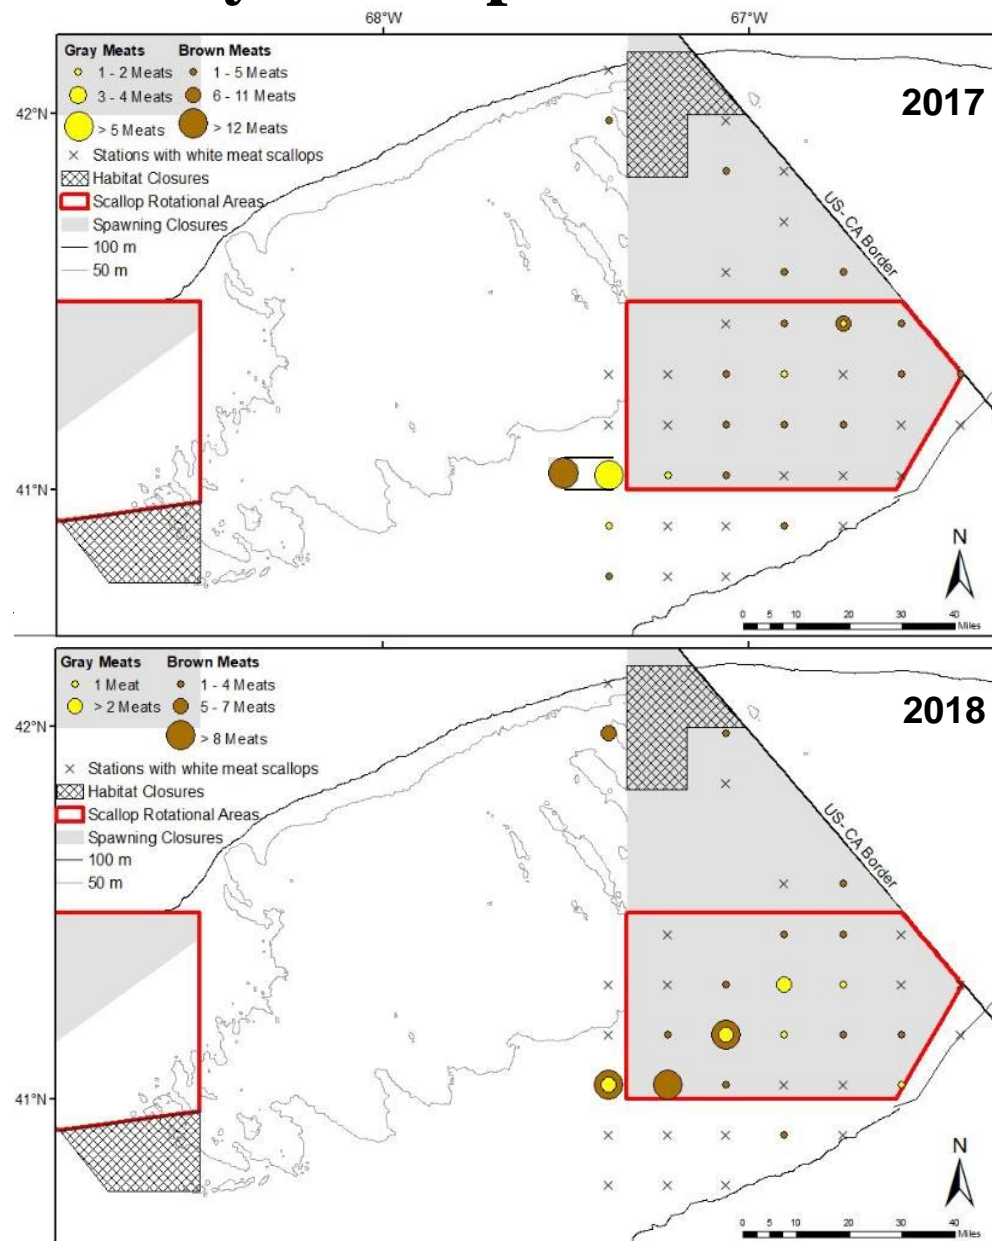 68°W 67°W
Gray Meats Brown Meats
1 - 2 Meats 1 - 5 Meats
3 - 4 Meats 6 - 11 Meats
> 5 Meats > 12 Meats
Stations with white meat scallops
Habitat Closures
Scallop Rotational Areas
Spawning Closures
100 m
50 m
2017
42°N
US- CA Border
41°N
N
0 5 10 20 30 40
Miles
Gray Meats Brown Meats
1 Meat 1 - 4 Meats
> 2 Meats 5 - 7 Meats
> 8 Meats
Stations with white meat scallops
Habitat Closures
Scallop Rotational Areas
Spawning Closures
100 m
50 m
2018
42°N
US- CA Border
41°N
N
0 5 10 20 30 40
Miles